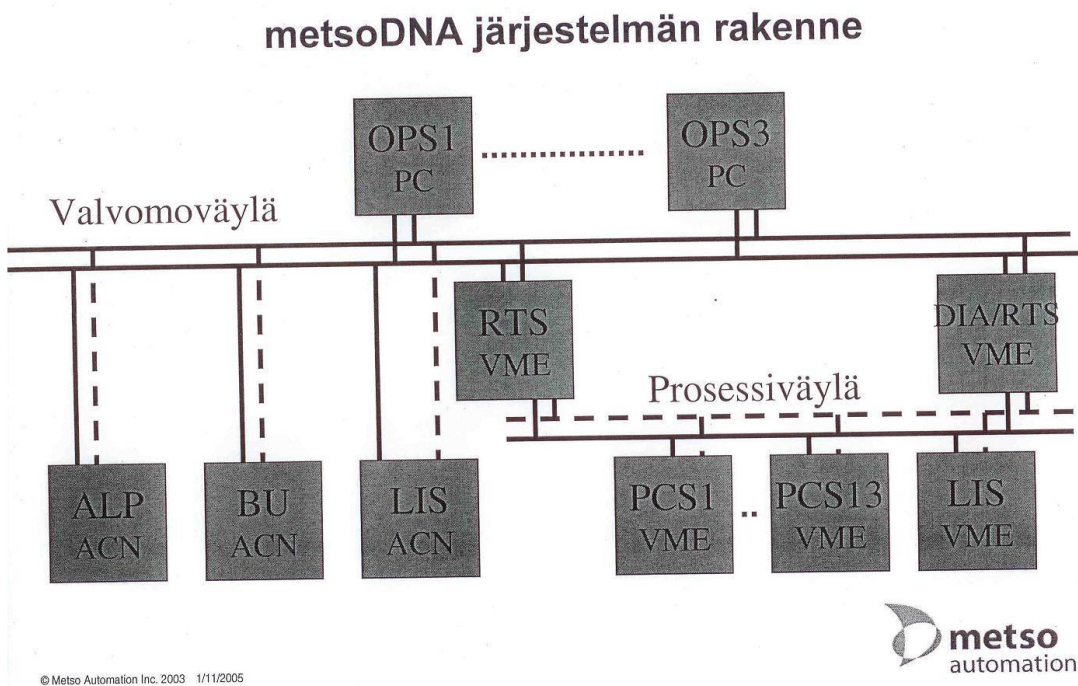 metsoDNA järjestelmän rakenne
OPS1
PC
OPS3
PC
Valvomoväylä
RTS
VME
DIA/RTS
VME
Prosessiväylä
ALP
ACN
BU
ACN
LIS
ACN
PCS1
VME
..
PCS13
VME
LIS
VME
metso
automation
© Metso Automation Inc. 2003 1/11/2005